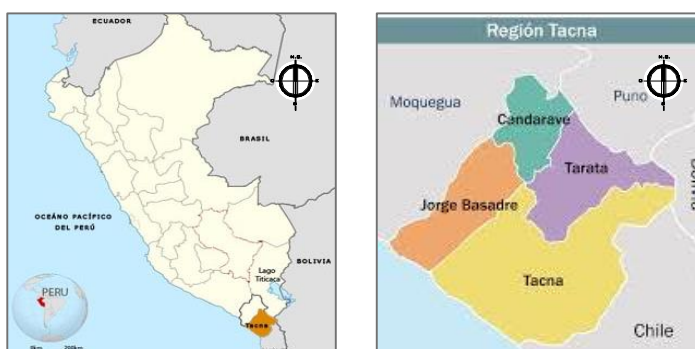 ECUADOR
BRASIL
OCEÁNO PACÍFICO
DEL PERÚ
BOLIVIA
Lago
Titicaca
PERU
Tacna
Región Tacna
Moquegua
Puno
Candarave
Tarata
Jorge Basadre
Tacna
Chile